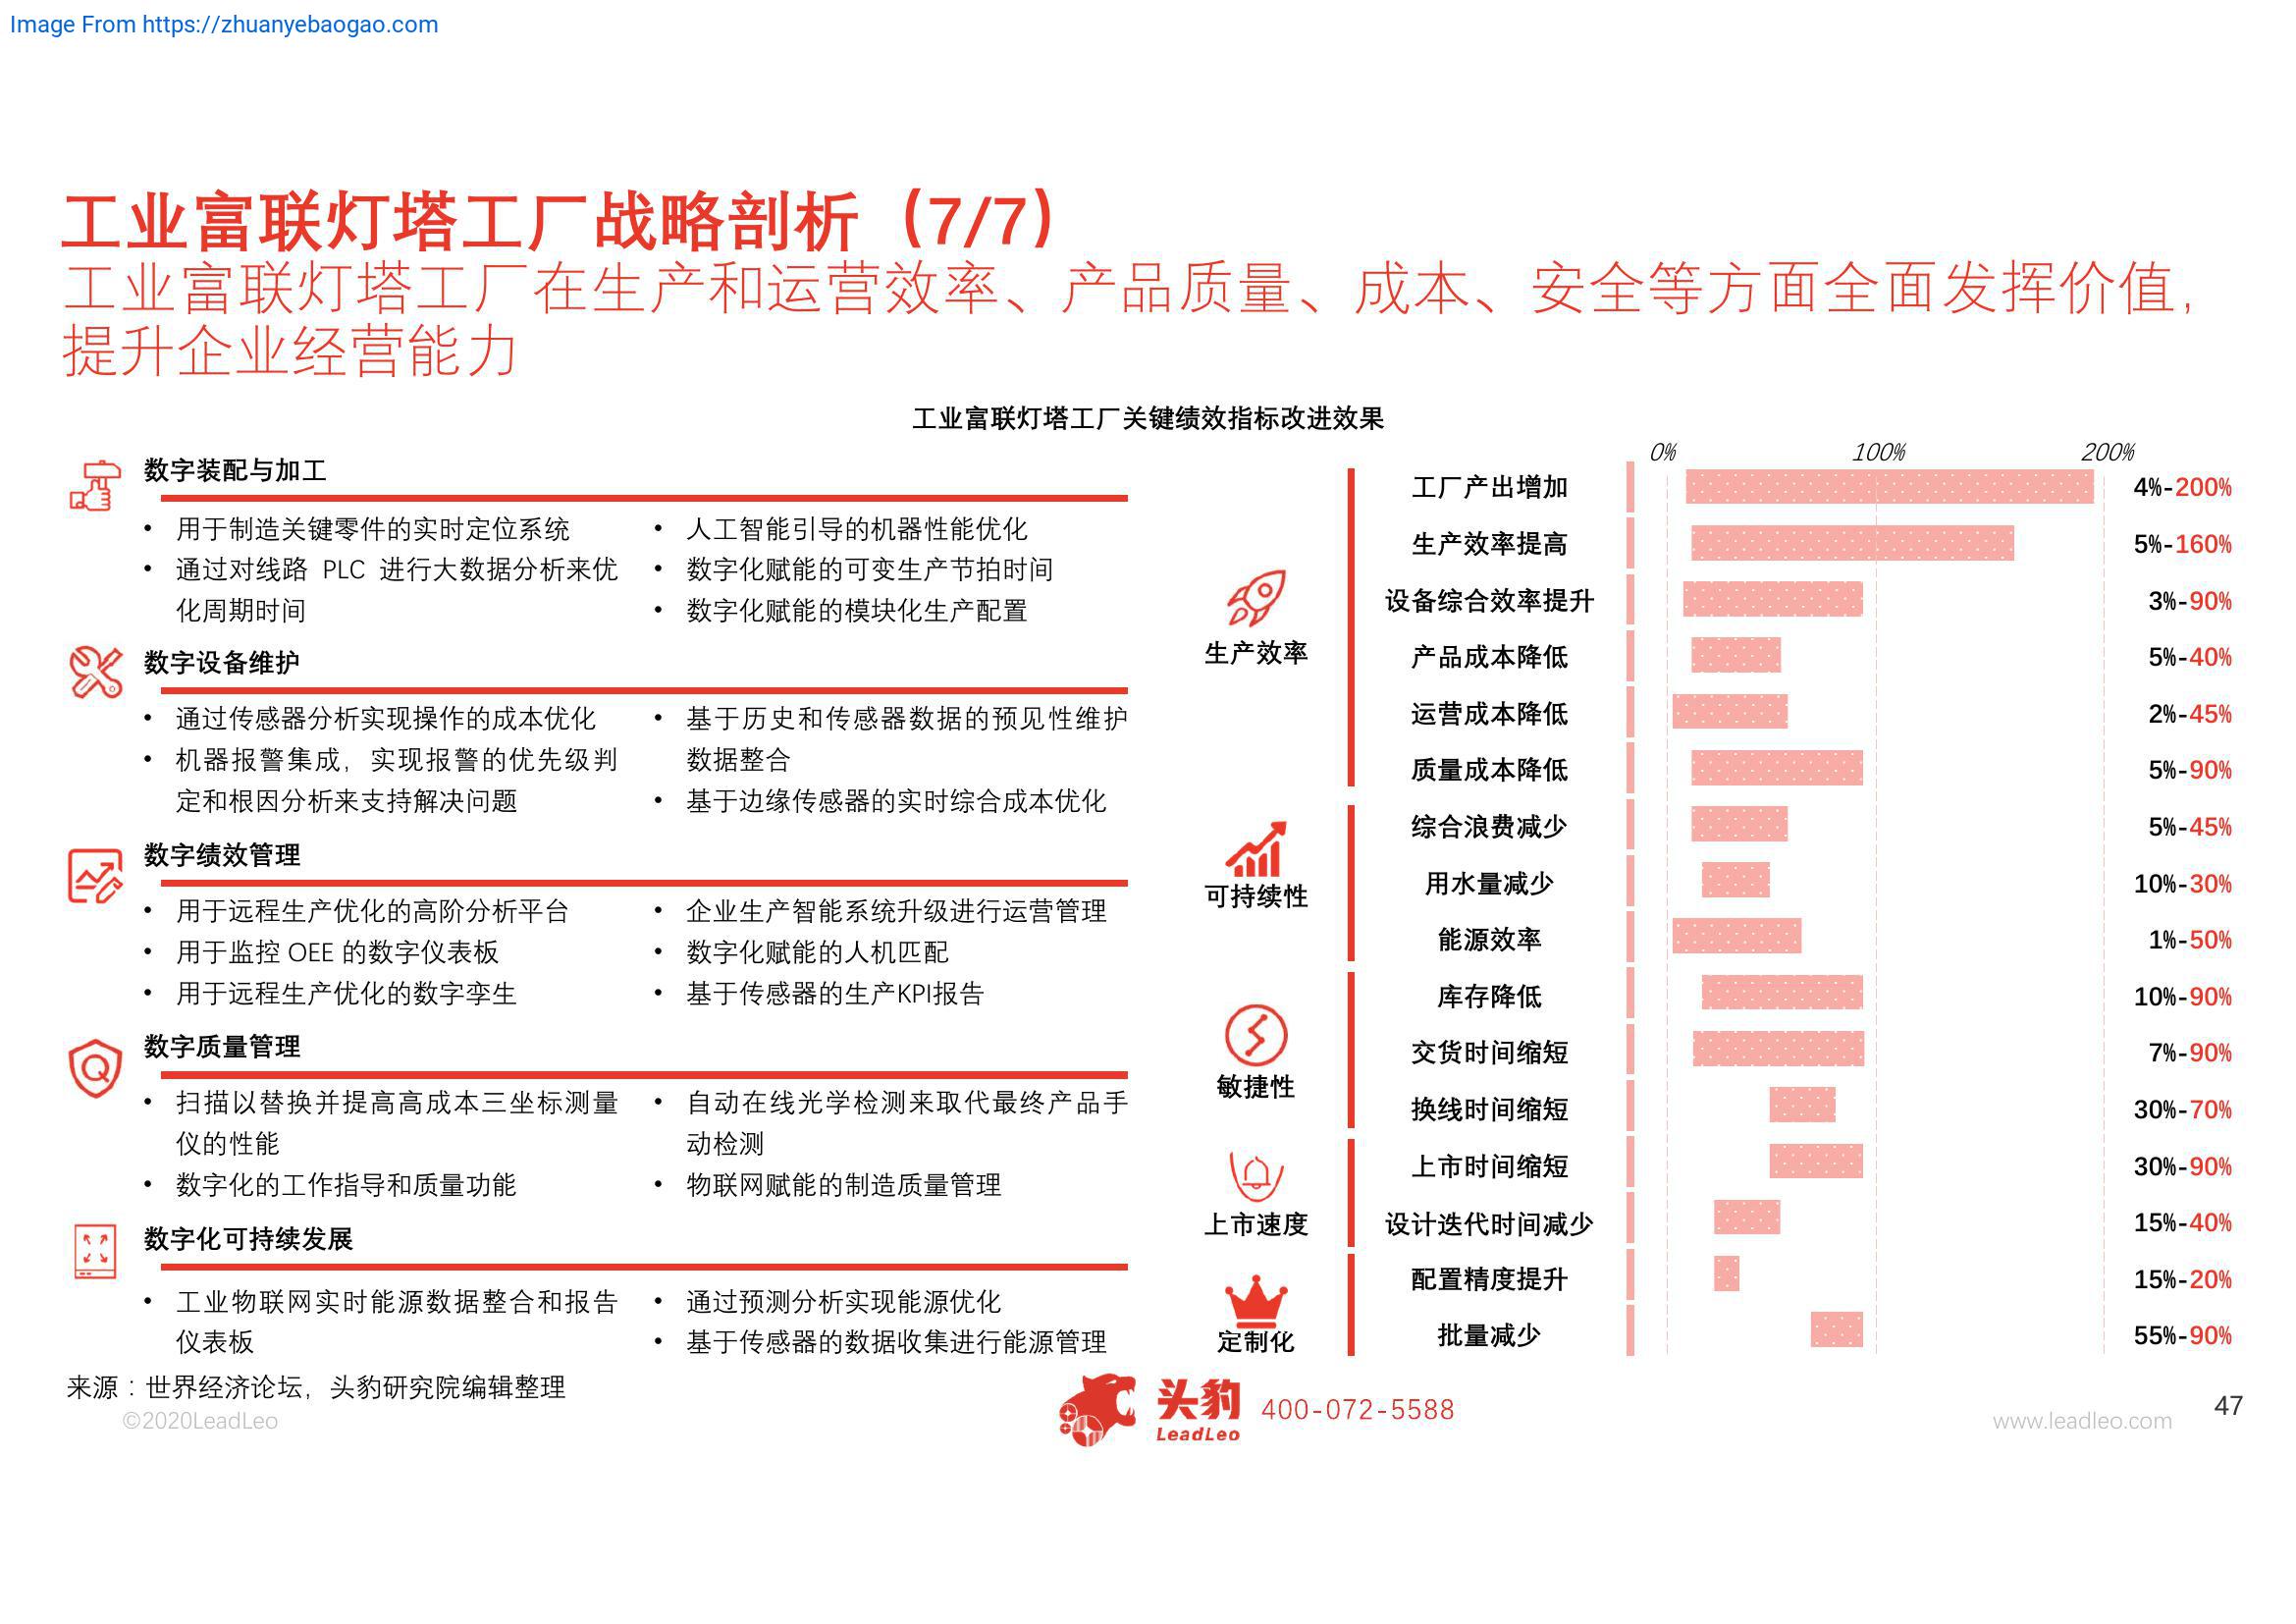 Image From https://zhuanyebaogao.com
工业富联灯塔工厂战略剖析（7/7）
工业富联灯塔工厂在生产和运营效率、产品质量、成本、安全等方面全面发挥价值，
提升企业经营能力
工业富联灯塔工厂关键绩效指标改进效果
数字装配与加工
• 用于制造关键零件的实时定位系统
• 通过对线路 PLC 进行大数据分析来优
化周期时间
• 人工智能引导的机器性能优化
• 数字化赋能的可变生产节拍时间
• 数字化赋能的模块化生产配置
数字设备维护
• 通过传感器分析实现操作的成本优化
• 机器报警集成，实现报警的优先级判
定和根因分析来支持解决问题
• 基于历史和传感器数据的预见性维护
数据整合
• 基于边缘传感器的实时综合成本优化
数字绩效管理
• 用于远程生产优化的高阶分析平台
• 用于监控 OEE 的数字仪表板
• 用于远程生产优化的数字孪生
• 企业生产智能系统升级进行运营管理
• 数字化赋能的人机匹配
• 基于传感器的生产KPI报告
数字质量管理
• 扫描以替换并提高高成本三坐标测量
仪的性能
• 数字化的工作指导和质量功能
• 自动在线光学检测来取代最终产品手
动检测
• 物联网赋能的制造质量管理
数字化可持续发展
• 工业物联网实时能源数据整合和报告
仪表板
• 通过预测分析实现能源优化
• 基于传感器的数据收集进行能源管理
0% 100% 200%
生产效率
工厂产出增加 4%-200%
生产效率提高 5%-160%
设备综合效率提升 3%-90%
产品成本降低 5%-40%
运营成本降低 2%-45%
质量成本降低 5%-90%
可持续性
综合浪费减少 5%-45%
用水量减少 10%-30%
能源效率 1%-50%
敏捷性
库存降低 10%-90%
交货时间缩短 7%-90%
换线时间缩短 30%-70%
上市速度
上市时间缩短 30%-90%
设计迭代时间减少 15%-40%
定制化
配置精度提升 15%-20%
批量减少 55%-90%
来源：世界经济论坛，头豹研究院编辑整理
©2020LeadLeo
头豹
LeadLeo
400-072-5588
www.leadleo.com
47